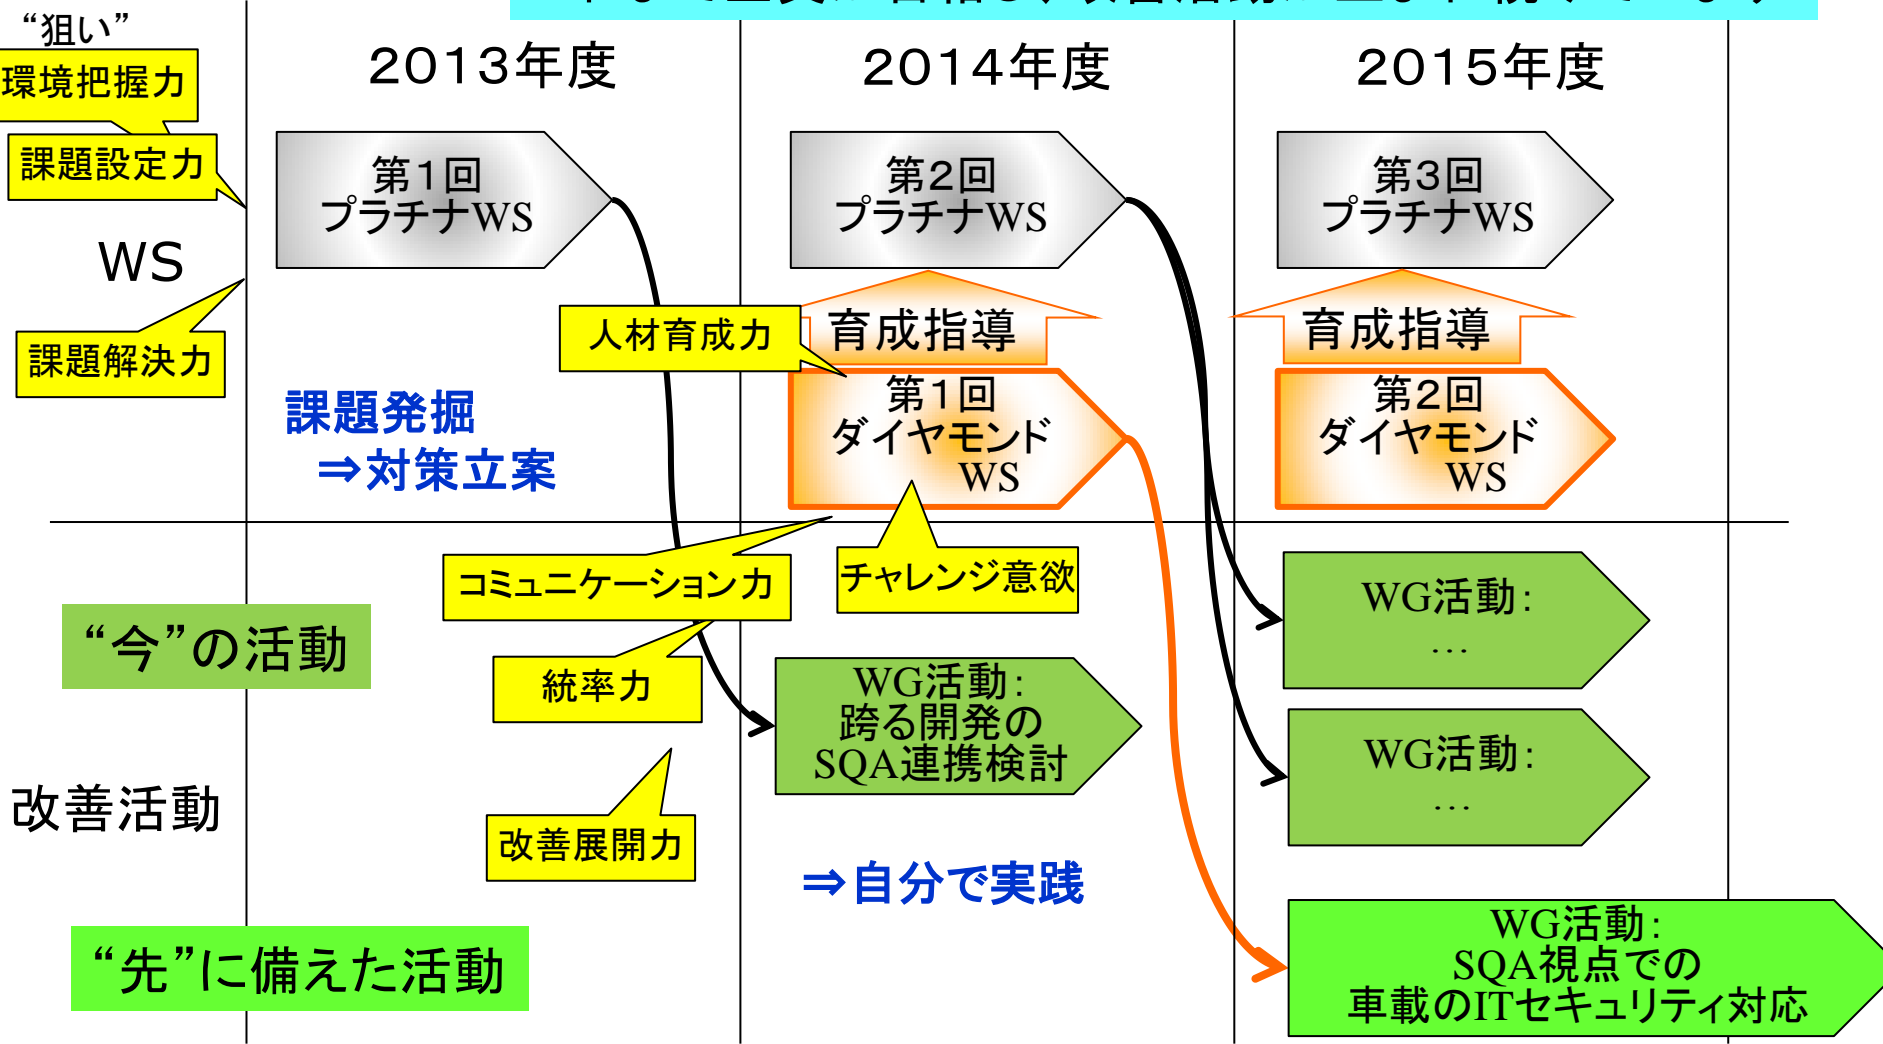 “狙い”
2013年度
2014年度
2015年度
環境把握力
課題設定力
WS
課題解決力
第1回
プラチナWS
第2回
プラチナWS
第3回
プラチナWS
人材育成力
育成指導
育成指導
第1回
ダイヤモンド
WS
第2回
ダイヤモンド
WS
課題発掘
⇒対策立案
コミュニケーション力
チャレンジ意欲
統率力
改善展開力
“今”の活動
改善活動
“先”に備えた活動
WG活動:
跨る開発の
SQA連携検討
⇒自分で実践
WG活動:
…
WG活動:
…
WG活動:
SQA視点での
車載のITセキュリティ対応